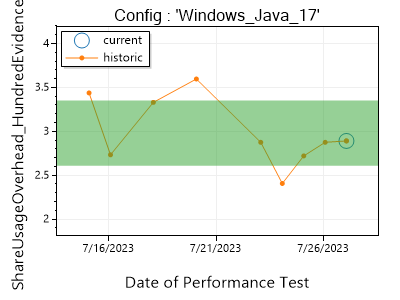 Config : 'Windows_Java_17'
current
historic
ShareUsageOverhead_HundredEvidence
4
3.5
3
2.5
2
7/16/2023
7/21/2023
7/26/2023
Date of Performance Test